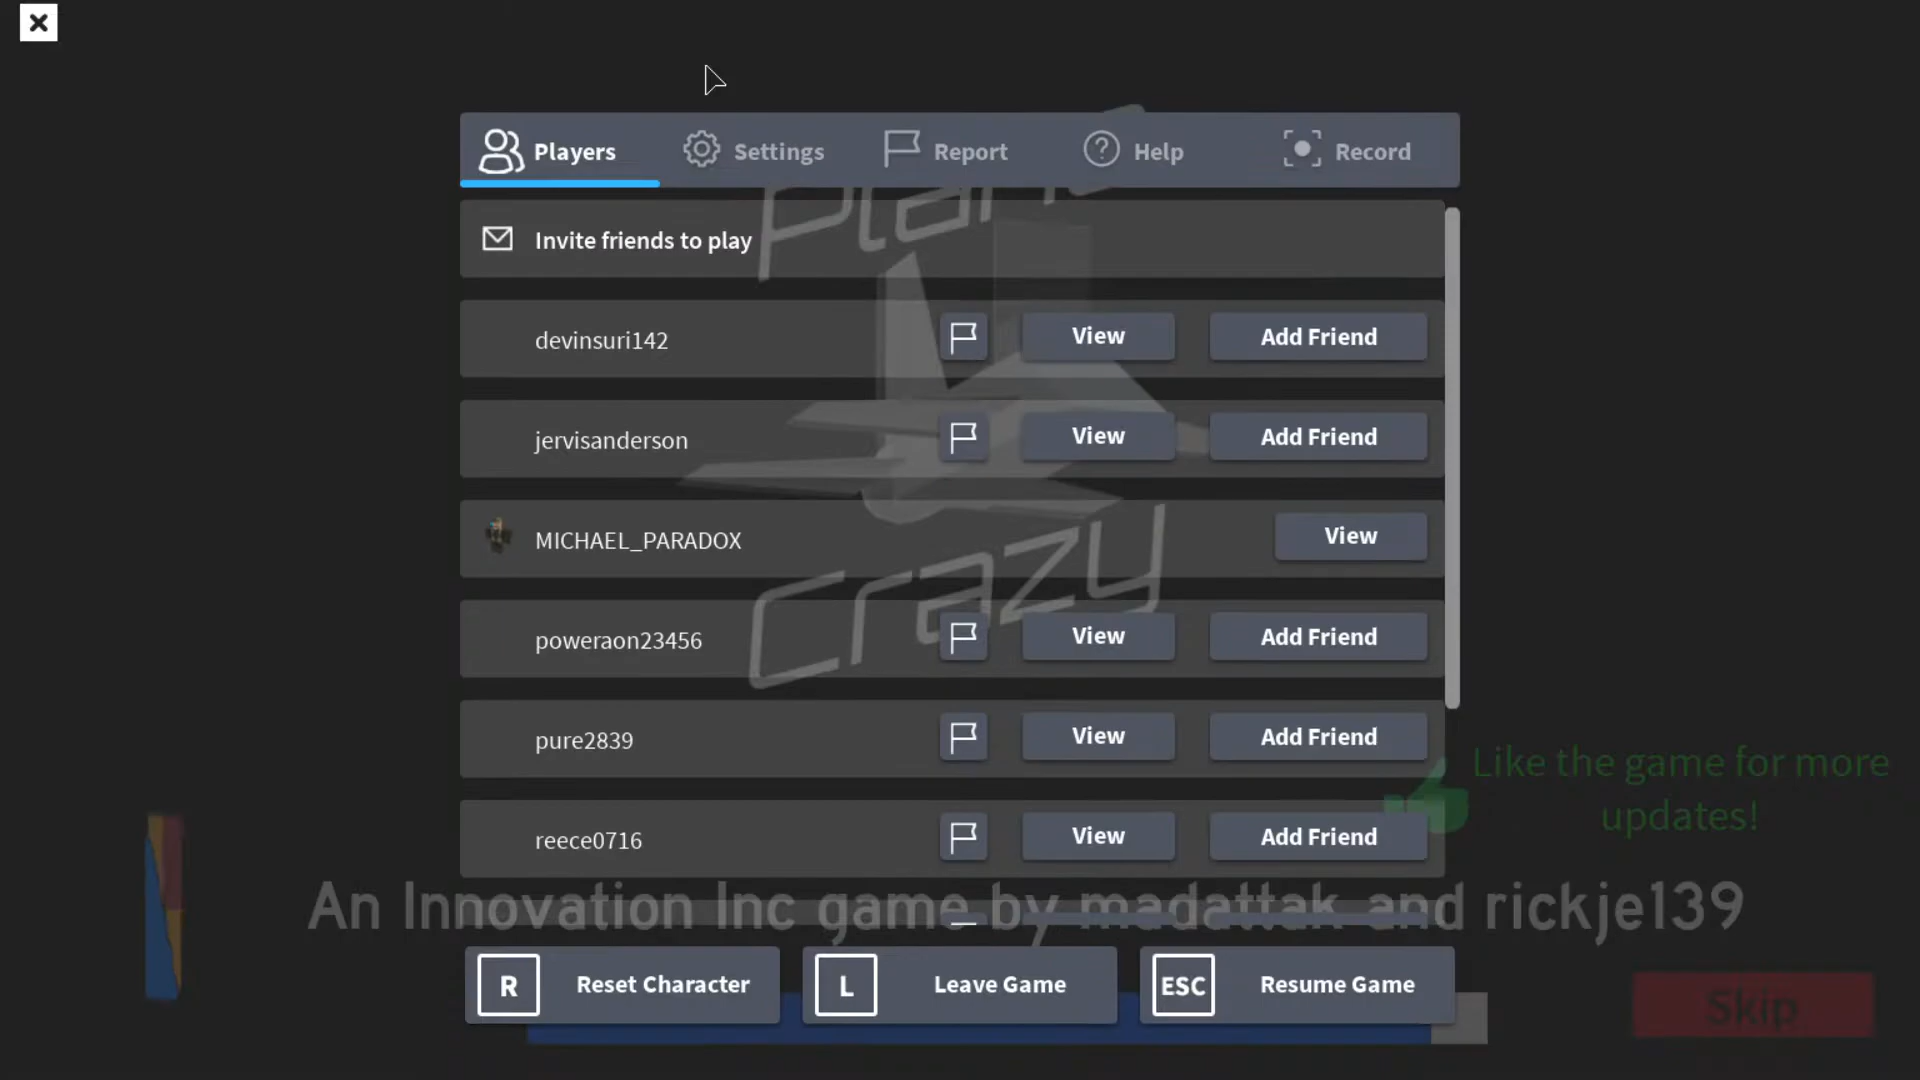 Players
Settings
Report
Help
Record
Plane
Invite friends to play
devinsuri142
View
Add Friend
jervisanderson
View
Add Friend
MICHAEL_PARADOX
View
Crazy
poweraon23456
View
Add Friend
pure2839
View
Add Friend
Like the game for more
updates!
reece0716
View
Add Friend
An Innovation Inc game by madattak and rickje139
R
Reset Character
L
Leave Game
ESC
Resume Game
Skip